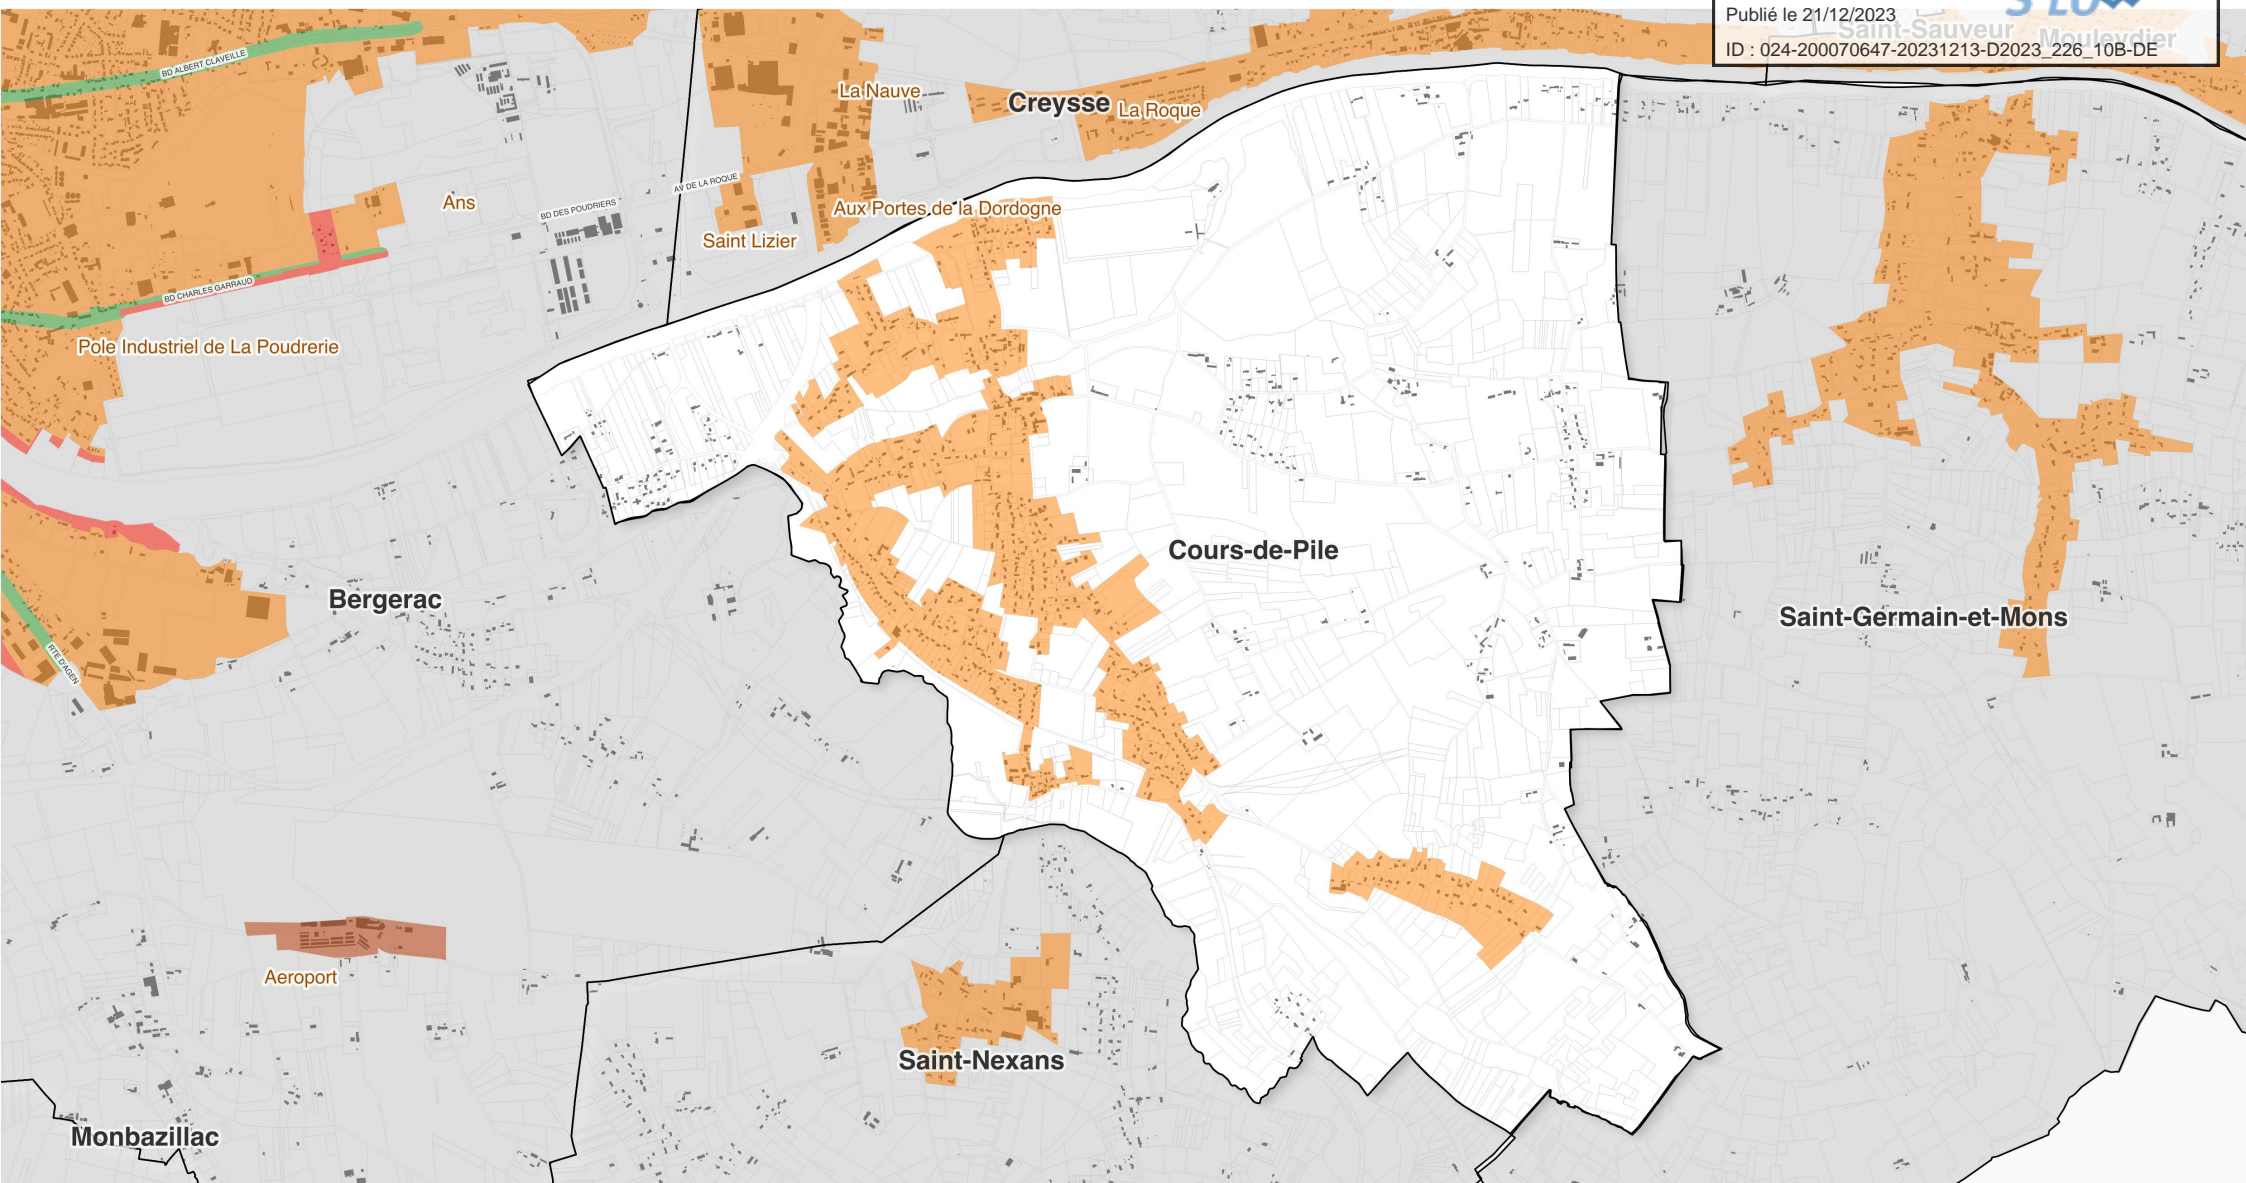 Publié le 21/12/2023
S²LO
Saint-Sauveur
Mouleydier
ID : 024-200070647-20231213-D2023_226_10B-DE
BD ALBERT CLAVEILLE
La Nauve
Creysse
La Roque
AV DE LA ROQUE
Ans
BD DES POUDRIERS
Aux Portes de la Dordogne
Saint Lizier
BD CHARLES GARRAUD
Pole Industriel de La Poudrerie
Cours-de-Pile
Bergerac
Saint-Germain-et-Mons
RTE D'AGEN
Aeroport
Saint-Nexans
Monbazillac